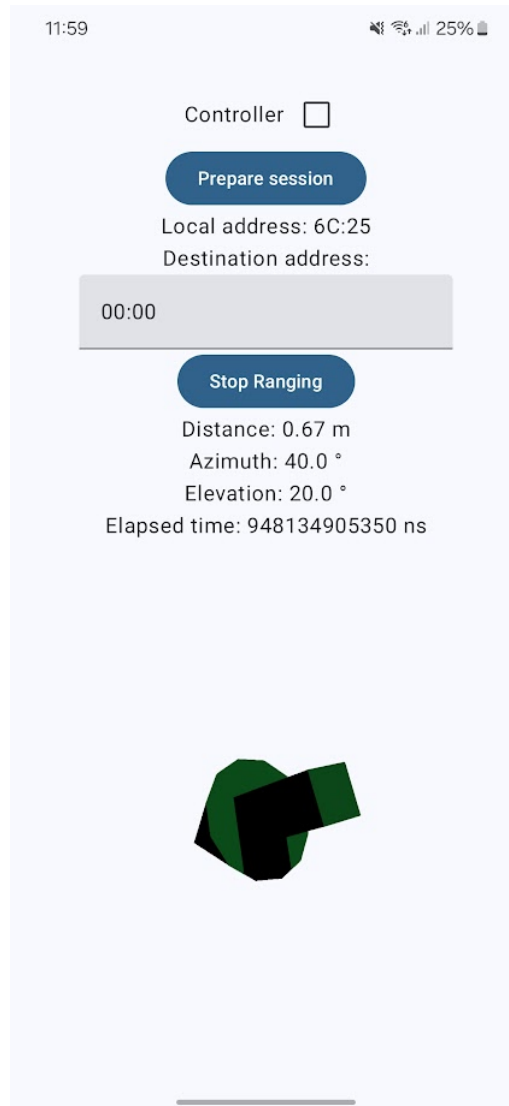 11:59 25%
Controller
Prepare session
Local address: 6C:25
Destination address:
00:00
Stop Ranging
Distance: 0.67 m
Azimuth: 40.0 °
Elevation: 20.0 °
Elapsed time: 948134905350 ns